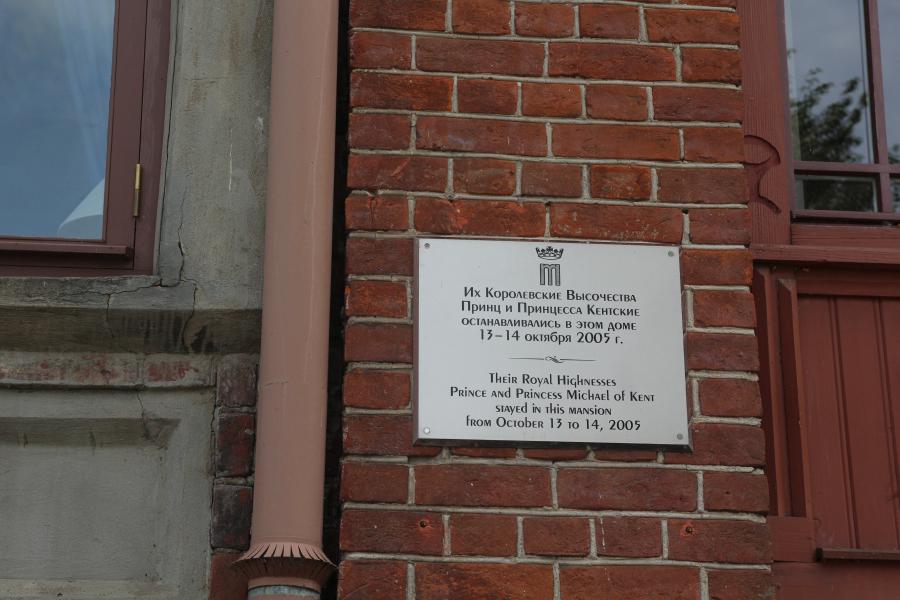 Их Королевские Высочества
Принц и Принцесса Кентские
останавливались в этом доме
13–14 октября 2005 г.
Their Royal Highnesses
Prince and Princess Michael of Kent
stayed in this mansion
from October 13 to 14, 2005